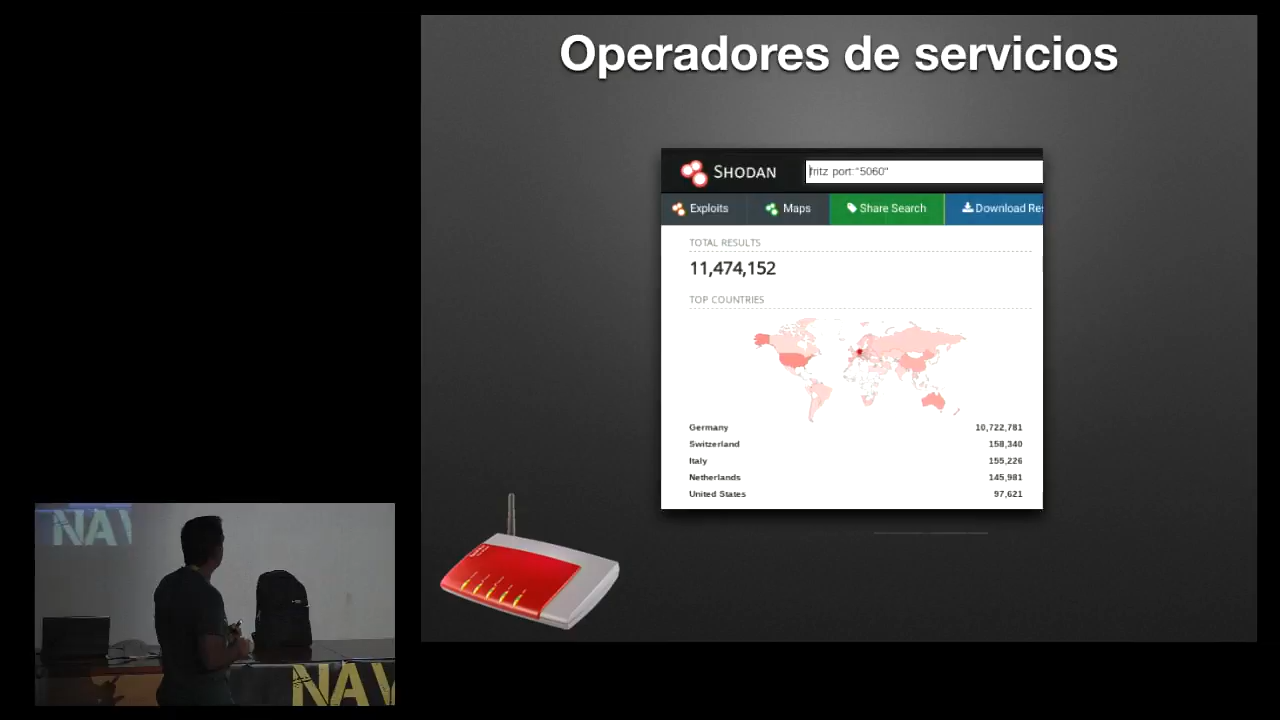 Operadores de servicios
SHODAN
fritz port:"5060"
Exploits
Maps
Share Search
Download Res
TOTAL RESULTS
11,474,152
TOP COUNTRIES
Germany 10,722,781
Switzerland 158,340
Italy 155,226
Netherlands 145,981
United States 97,621
NAV
NAV